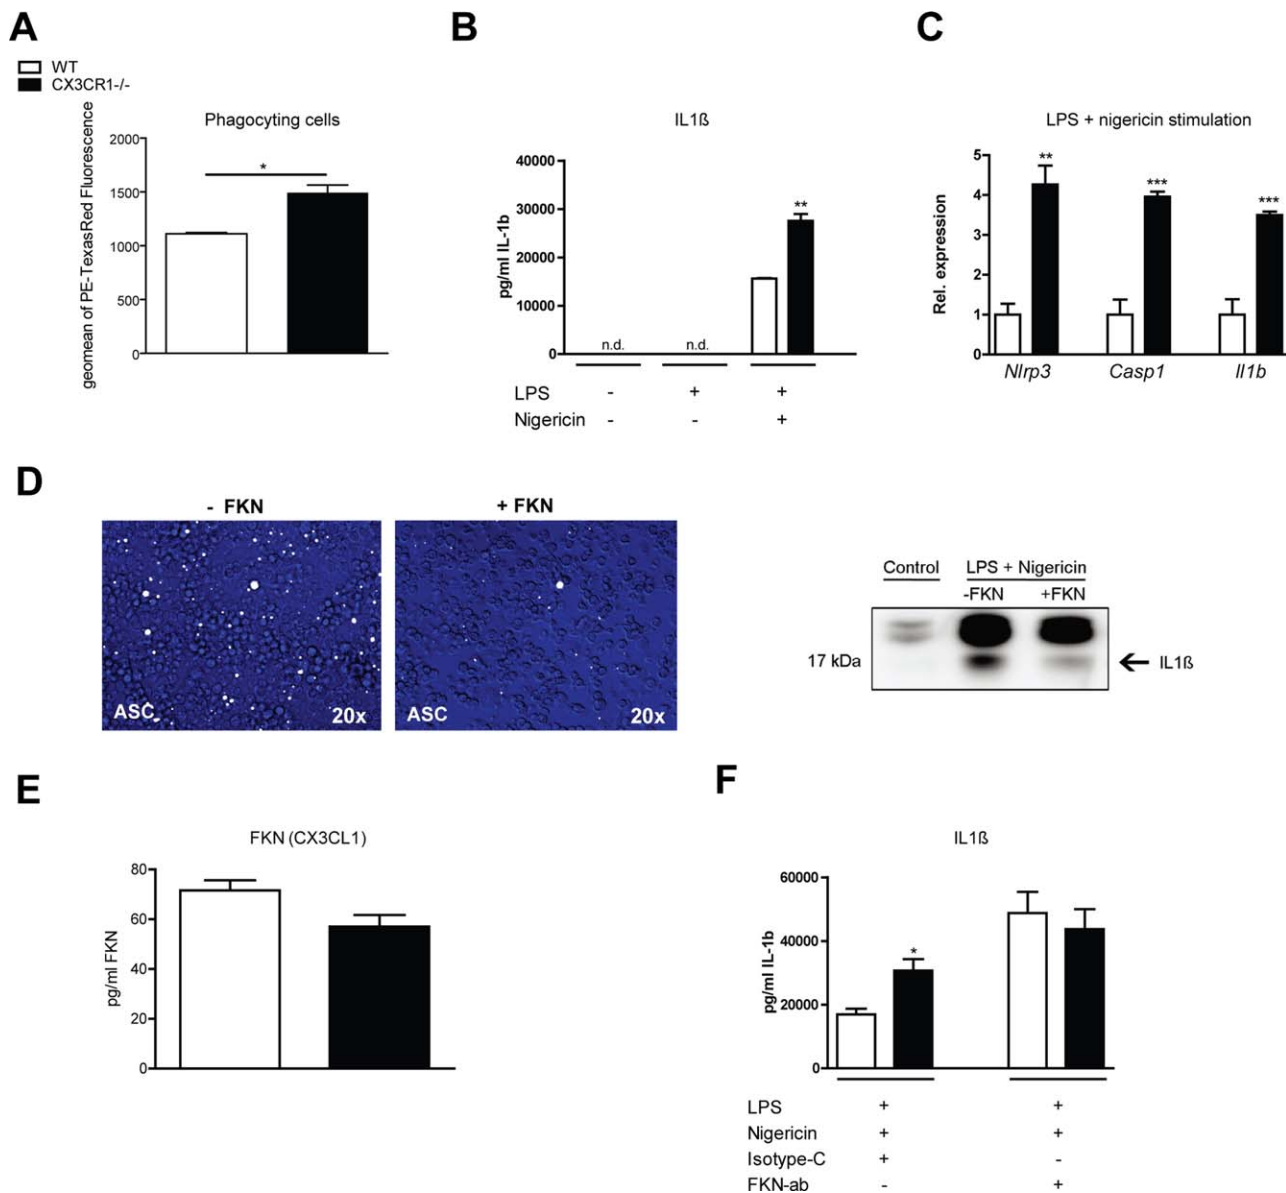 A
WT
CX3CR1-/-
Phagocyting cells
geomean of PE-TexasRed Fluorescence
2000
1500
1000
500
0
*
B
IL1ß
pg/ml IL-1b
40000
30000
20000
10000
0
n.d.
n.d.
**
LPS - + +
Nigericin - - +
C
LPS + nigericin stimulation
Rel. expression
5
4
3
2
1
0
** *** ***
Nlrp3 Casp1 Il1b
D
- FKN
+ FKN
ASC 20x
ASC 20x
Control LPS + Nigericin
-FKN +FKN
17 kDa
IL1ß
E
FKN (CX3CL1)
pg/ml FKN
80
60
40
20
0
F
IL1ß
pg/ml IL-1b
60000
40000
20000
0
*
LPS + +
Nigericin + +
Isotype-C + -
FKN-ab - +